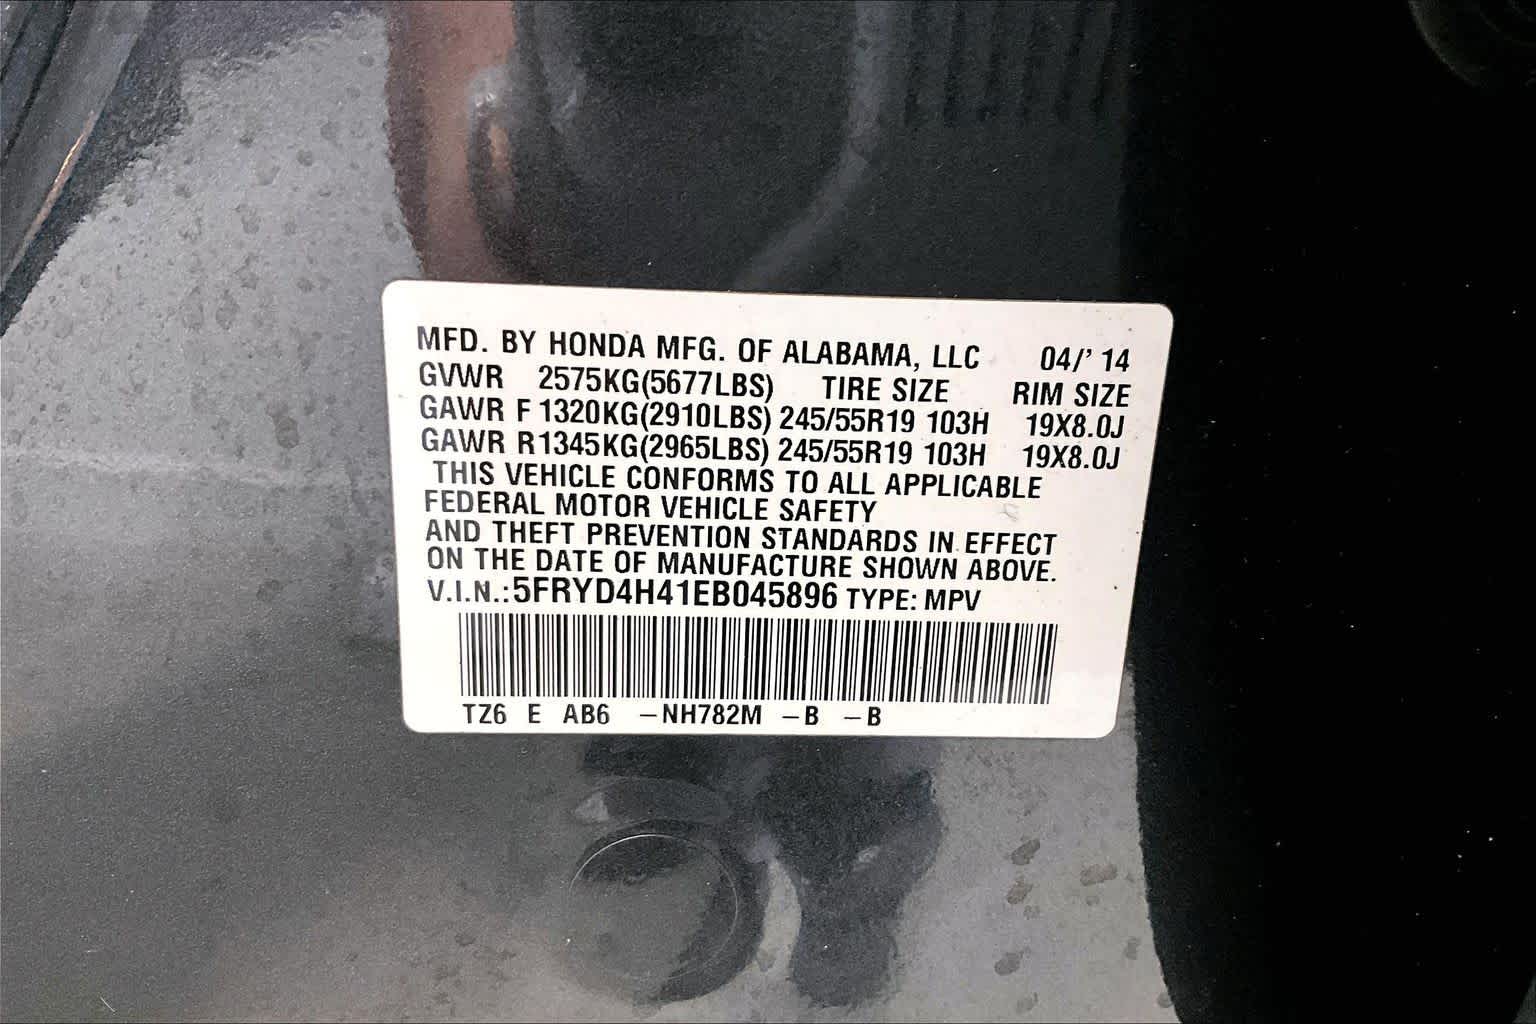 MFD. BY HONDA MFG. OF ALABAMA, LLC 04/' 14
GVWR 2575KG(5677LBS) TIRE SIZE RIM SIZE
GAWR F 1320KG(2910LBS) 245/55R19 103H 19X8.0J
GAWR R1345KG(2965LBS) 245/55R19 103H 19X8.0J
THIS VEHICLE CONFORMS TO ALL APPLICABLE
FEDERAL MOTOR VEHICLE SAFETY
AND THEFT PREVENTION STANDARDS IN EFFECT
ON THE DATE OF MANUFACTURE SHOWN ABOVE.
V.I.N.:5FRYD4H41EB045896 TYPE: MPV
TZ6 E AB6 –NH782M –B –B